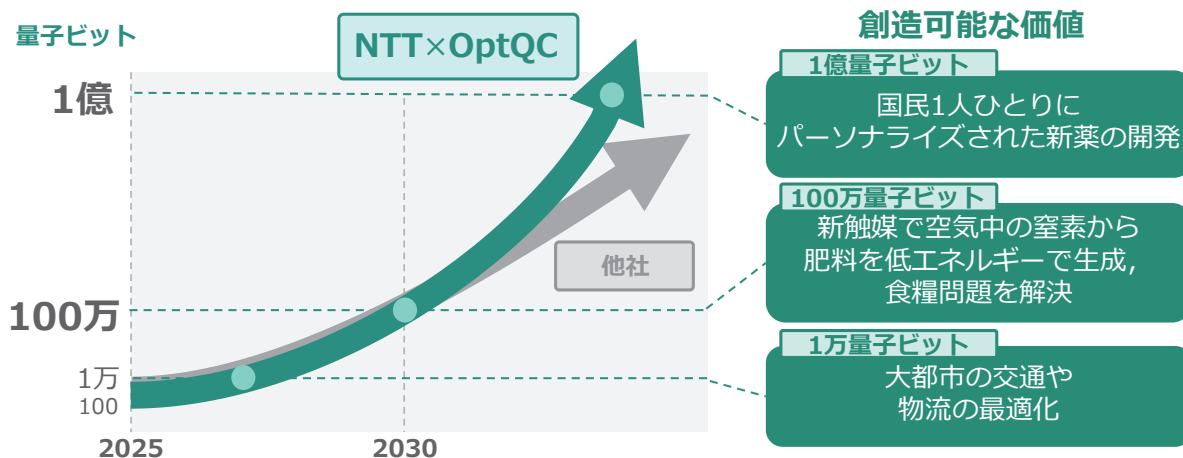 量子ビット
NTT×OptQC
1億
100万
1万
100
2025
2030
他社
創造可能な価値
1億量子ビット
国民1人ひとりに
パーソナライズされた新薬の開発
100万量子ビット
新触媒で空気中の窒素から
肥料を低エネルギーで生成,
食糧問題を解決
1万量子ビット
大都市の交通や
物流の最適化